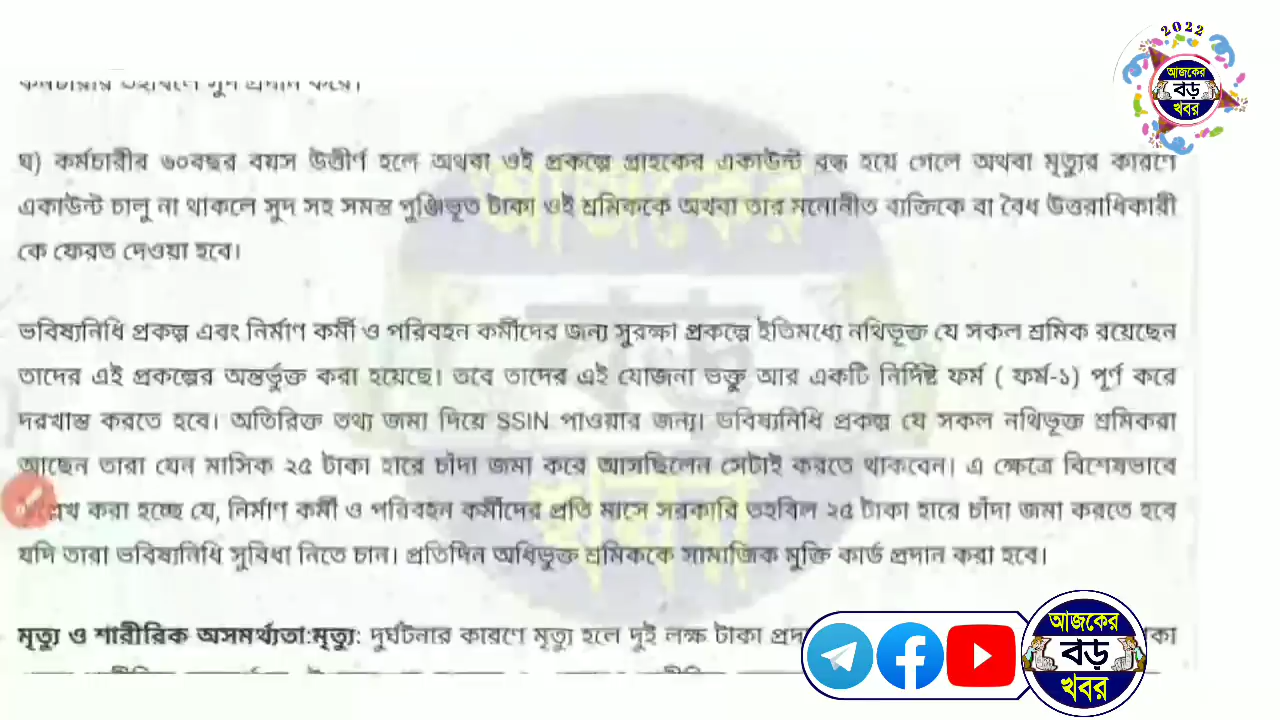 2022
আজকের
বড়
খবর
ঘ) কর্মচারীর ৬০বছর বয়স উত্তীর্ণ হলে অথবা ওই প্রকল্পে গ্রাহকের একাউন্ট বন্ধ হয়ে গেলে অথবা মৃত্যুর কারণে
একাউন্ট চালু না থাকলে সুদ সহ সমস্ত পুঞ্জিভূত টাকা ওই শ্রমিককে অথবা তার মনোনীত ব্যক্তিকে বা বৈধ উত্তরাধিকারী
কে ফেরত দেওয়া হবে।
ভবিষ্যনিধি প্রকল্প এবং নির্মাণ কর্মী ও পরিবহন কর্মীদের জন্য সুরক্ষা প্রকল্পে ইতিমধ্যে নথিভূক্ত যে সকল শ্রমিক রয়েছেন
তাদের এই প্রকল্পের অন্তর্ভুক্ত করা হয়েছে। তবে তাদের এই যোজনা ভক্তু আর একটি নির্দিষ্ট ফর্ম ( ফর্ম-১) পূর্ণ করে
দরখাস্ত করতে হবে। অতিরিক্ত তথ্য জমা দিয়ে SSIN পাওয়ার জন্য। ভবিষ্যনিধি প্রকল্প যে সকল নথিভূক্ত শ্রমিকরা
আছেন তারা যেন মাসিক ২৫ টাকা হারে চাঁদা জমা করে আসছিলেন সেটাই করতে থাকবেন। এ ক্ষেত্রে বিশেষভাবে
করা হচ্ছে যে, নির্মাণ কর্মী ও পরিবহন কর্মীদের প্রতি মাসে সরকারি তহবিল ২৫ টাকা হারে চাঁদা জমা করতে হবে
যদি তারা ভবিষ্যনিধি সুবিধা নিতে চান। প্রতিদিন অধিভুক্ত শ্রমিককে সামাজিক মুক্তি কার্ড প্রদান করা হবে।
মৃত্যু ও শারীরিক অসমর্থ্যতা:মৃত্যু: দুর্ঘটনার কারণে মৃত্যু হলে দুই লক্ষ টাকা
আজকের
বড়
খবর
আজকের
বড়
খবর